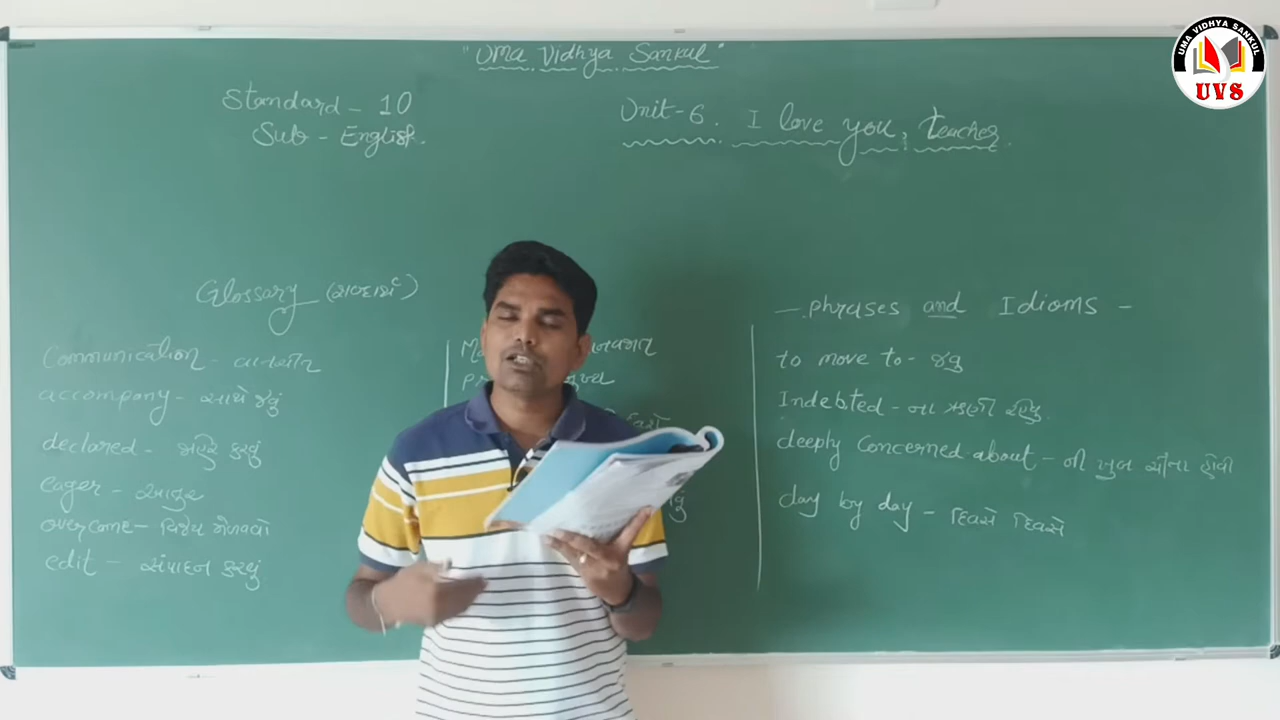 "Uma Vidhya Sankul"
Standard - 10
Sub - English.
Unit-6. I love you, teacher.
Glossary (શબ્દાર્થ)
Communication - વાતચીત
accompany - સાથે જવું
declared - જાહેર કરવું
eager - આતુર
overcome - વિજય મેળવવો
edit - સંપાદન કરવું
- phrases and Idioms -
to move to - જવું
Indebted - ના ઋણી રહેવું.
deeply concerned about - ની ખુબ ચીંતા હોવી
day by day - દિવસે દિવસે
UMA VIDHYA SANKUL
UVS